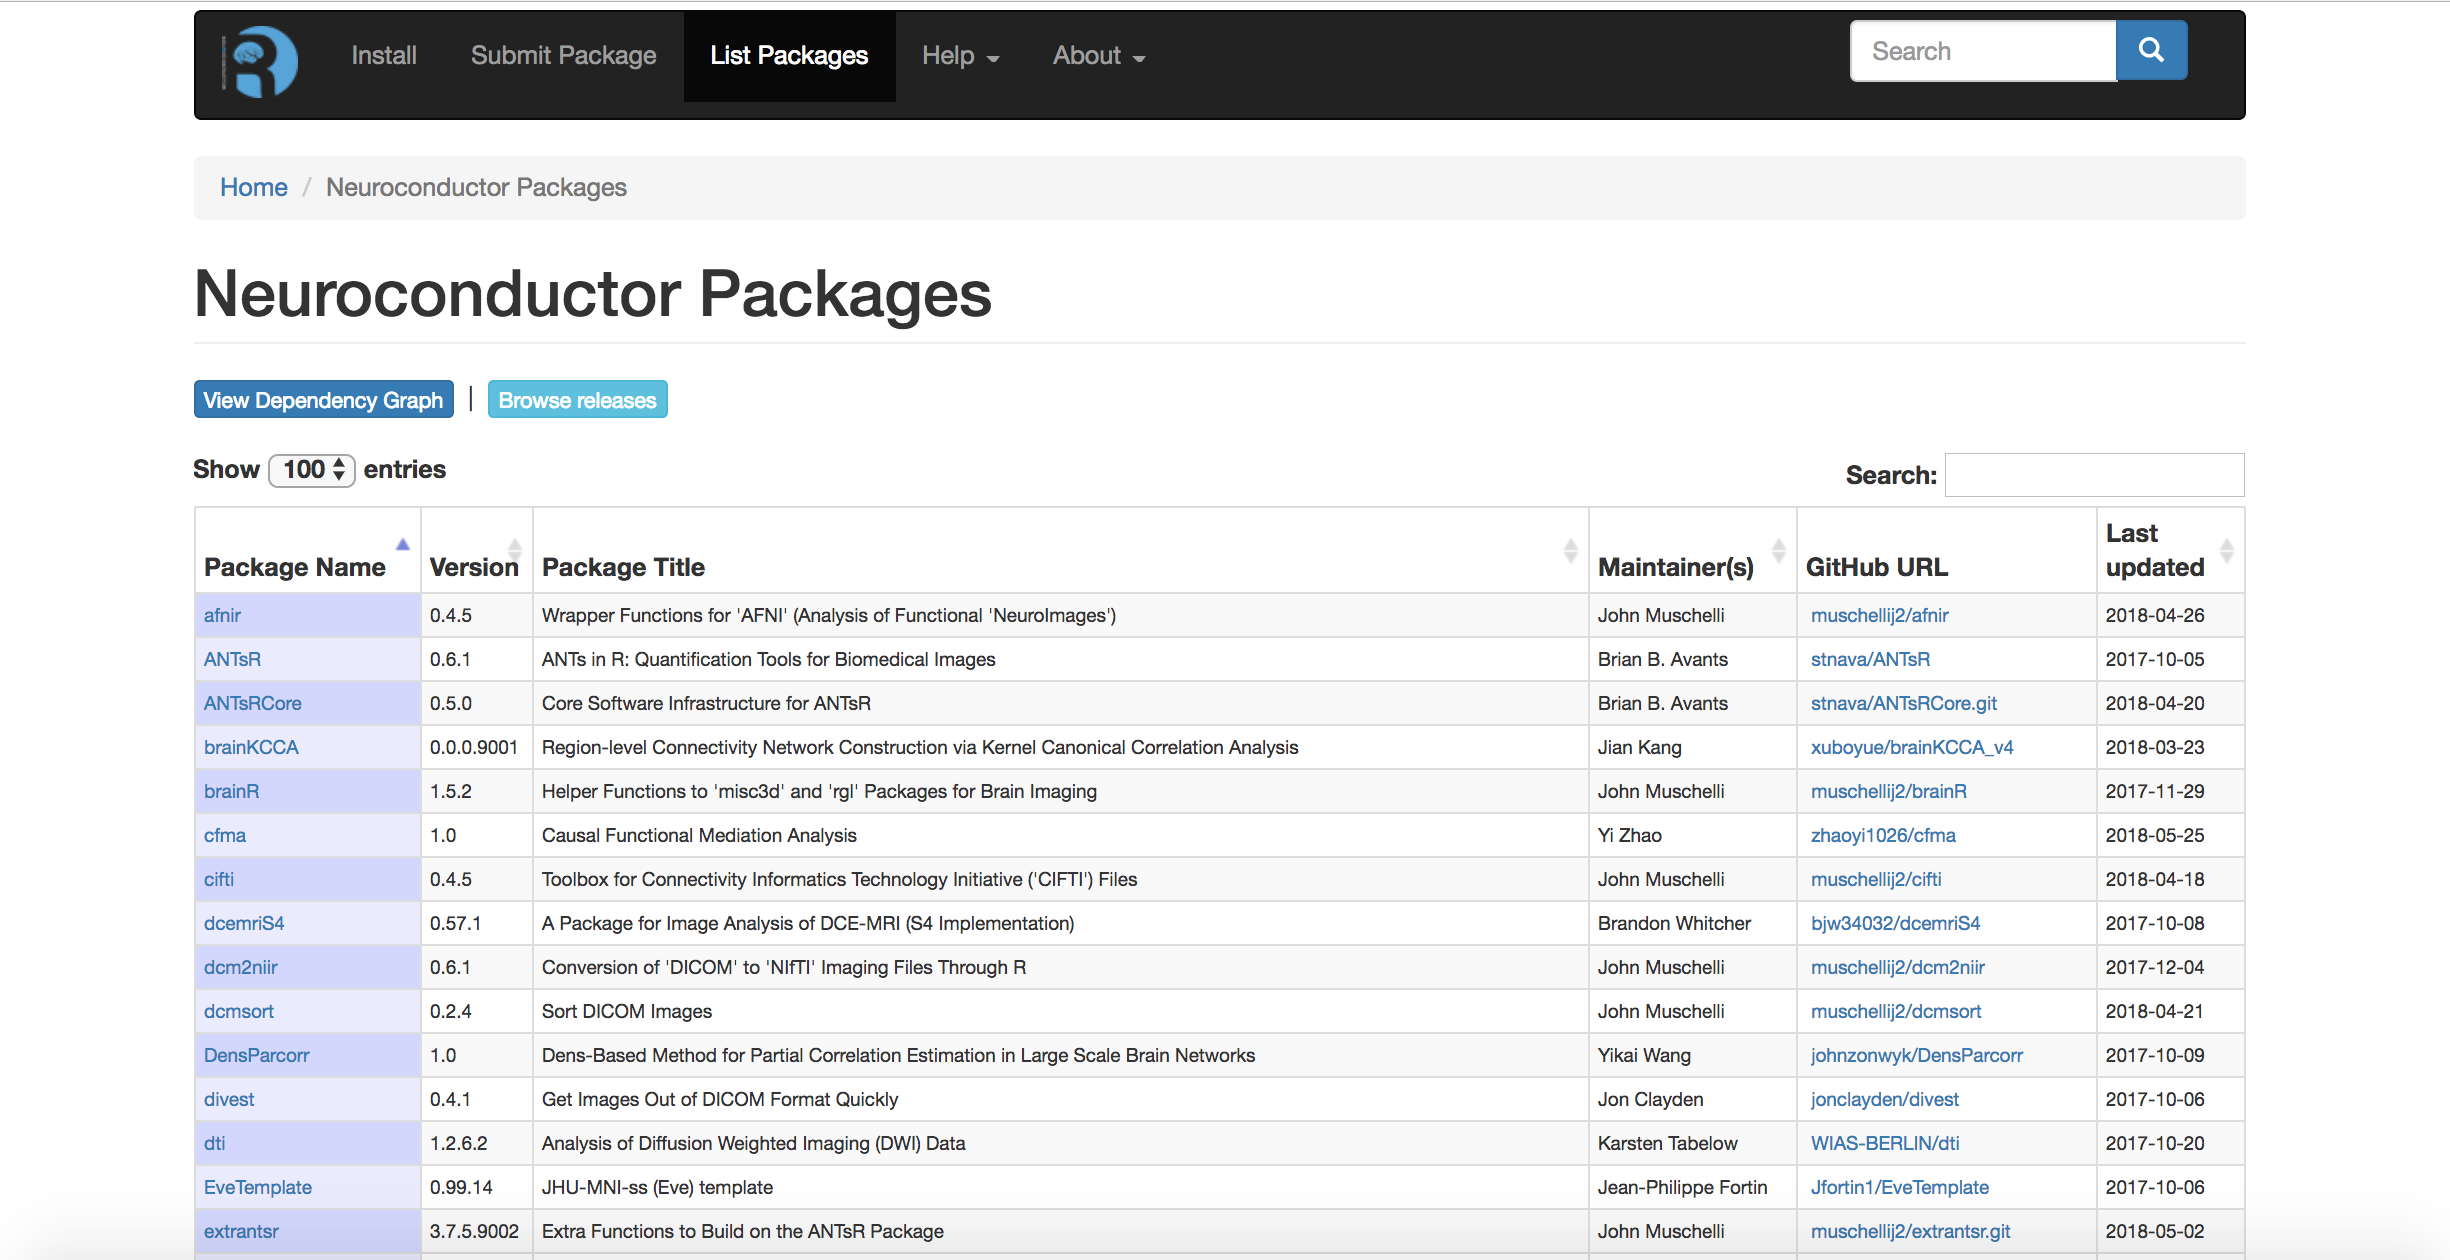 Install Submit Package List Packages Help About Search
Home / Neuroconductor Packages
Neuroconductor Packages
View Dependency Graph | Browse releases
Show 100 entries Search:
Package Name Version Package Title Maintainer(s) GitHub URL Last updated
afnir 0.4.5 Wrapper Functions for 'AFNI' (Analysis of Functional 'NeuroImages') John Muschelli muschellij2/afnir 2018-04-26
ANTsR 0.6.1 ANTs in R: Quantification Tools for Biomedical Images Brian B. Avants stnava/ANTsR 2017-10-05
ANTsRCore 0.5.0 Core Software Infrastructure for ANTsR Brian B. Avants stnava/ANTsRCore.git 2018-04-20
brainKCCA 0.0.0.9001 Region-level Connectivity Network Construction via Kernel Canonical Correlation Analysis Jian Kang xuboyue/brainKCCA_v4 2018-03-23
brainR 1.5.2 Helper Functions to 'misc3d' and 'rgl' Packages for Brain Imaging John Muschelli muschellij2/brainR 2017-11-29
cfma 1.0 Causal Functional Mediation Analysis Yi Zhao zhaoyi1026/cfma 2018-05-25
cifti 0.4.5 Toolbox for Connectivity Informatics Technology Initiative ('CIFTI') Files John Muschelli muschellij2/cifti 2018-04-18
dcemriS4 0.57.1 A Package for Image Analysis of DCE-MRI (S4 Implementation) Brandon Whitcher bjw34032/dcemriS4 2017-10-08
dcm2niir 0.6.1 Conversion of 'DICOM' to 'NIfTI' Imaging Files Through R John Muschelli muschellij2/dcm2niir 2017-12-04
dcmsort 0.2.4 Sort DICOM Images John Muschelli muschellij2/dcmsort 2018-04-21
DensParcorr 1.0 Dens-Based Method for Partial Correlation Estimation in Large Scale Brain Networks Yikai Wang johnzonwyk/DensParcorr 2017-10-09
divest 0.4.1 Get Images Out of DICOM Format Quickly Jon Clayden jonclayden/divest 2017-10-06
dti 1.2.6.2 Analysis of Diffusion Weighted Imaging (DWI) Data Karsten Tabelow WIAS-BERLIN/dti 2017-10-20
EveTemplate 0.99.14 JHU-MNI-ss (Eve) template Jean-Philippe Fortin Jfortin1/EveTemplate 2017-10-06
extrantsr 3.7.5.9002 Extra Functions to Build on the ANTsR Package John Muschelli muschellij2/extrantsr.git 2018-05-02